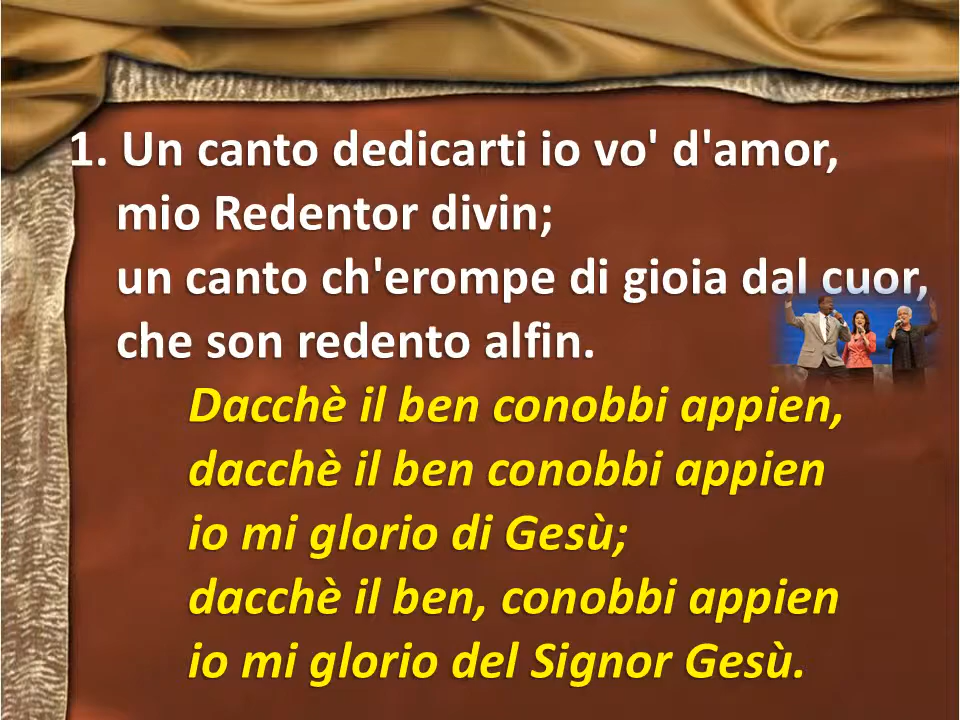 1. Un canto dedicarti io vo' d'amor,
mio Redentor divin;
un canto ch'erompe di gioia dal cuor,
che son redento alfin.
Dacchè il ben conobbi appien,
dacchè il ben conobbi appien
io mi glorio di Gesù;
dacchè il ben, conobbi appien
io mi glorio del Signor Gesù.